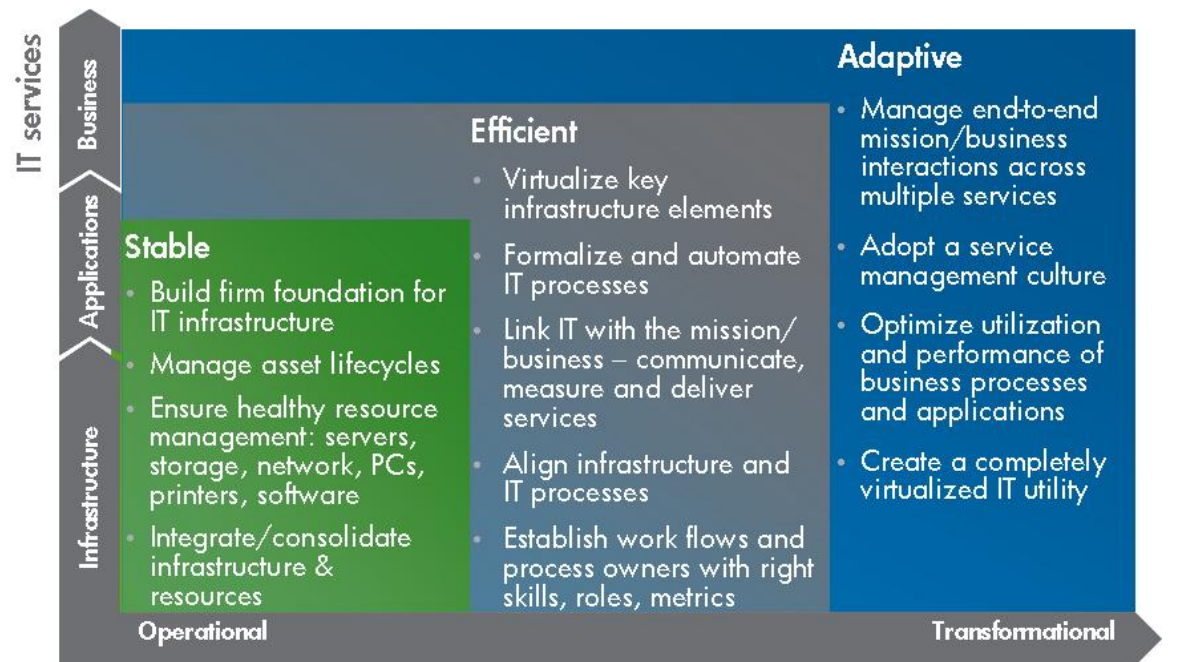 IT services
Business
Applications
Infrastructure
Stable
• Build firm foundation for
IT infrastructure
• Manage asset lifecycles
• Ensure healthy resource
management: servers,
storage, network, PCs,
printers, software
• Integrate/consolidate
infrastructure &
resources
Efficient
• Virtualize key
infrastructure elements
• Formalize and automate
IT processes
• Link IT with the mission/
business – communicate,
measure and deliver
services
• Align infrastructure and
IT processes
• Establish work flows and
process owners with right
skills, roles, metrics
Adaptive
• Manage end-to-end
mission/business
interactions across
multiple services
• Adopt a service
management culture
• Optimize utilization
and performance of
business processes
and applications
• Create a completely
virtualized IT utility
Operational
Transformational